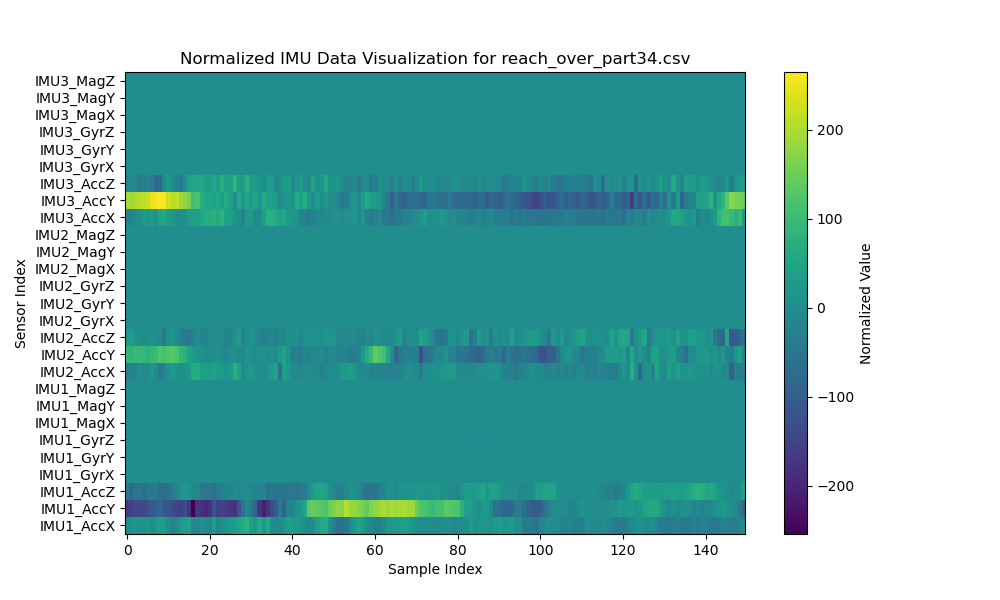 Normalized IMU Data Visualization for reach_over_part34.csv
IMU3_MagZ
IMU3_MagY
IMU3_MagX
IMU3_GyrZ
IMU3_GyrY
IMU3_GyrX
IMU3_AccZ
IMU3_AccY
IMU3_AccX
IMU2_MagZ
IMU2_MagY
IMU2_MagX
IMU2_GyrZ
IMU2_GyrY
IMU2_GyrX
IMU2_AccZ
IMU2_AccY
IMU2_AccX
IMU1_MagZ
IMU1_MagY
IMU1_MagX
IMU1_GyrZ
IMU1_GyrY
IMU1_GyrX
IMU1_AccZ
IMU1_AccY
IMU1_AccX
Sensor Index
0 20 40 60 80 100 120 140
Sample Index
200
100
0
−100
−200
Normalized Value